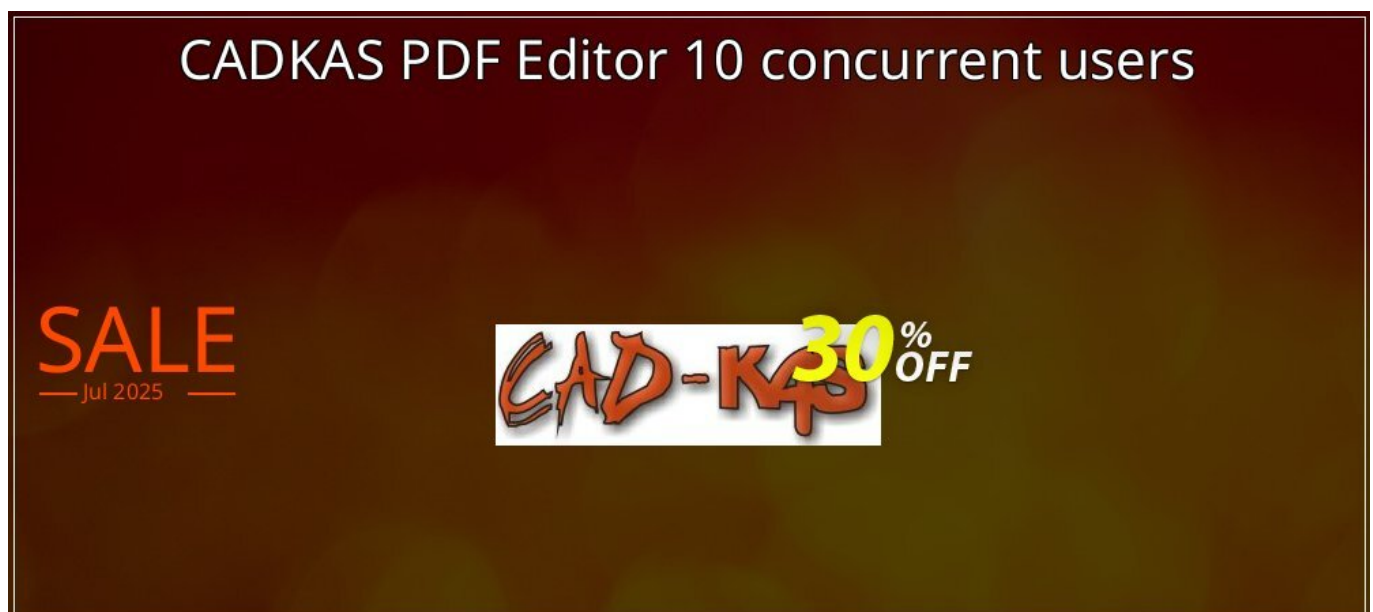 CADKAS PDF Editor 10 concurrent users
SALE
Jul 2025
CAD-KAS
30%
OFF